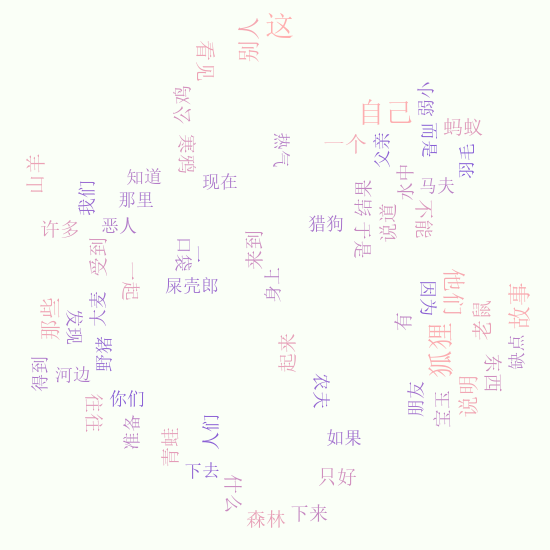 这
别人
看见
公鸡
寒鸦
热气
自己
小弱
而是
蚂蚁
一个
父亲
羽毛
山羊
知道
那里
现在
我们
水中
马夫
果结
说道
不能
许多
恶人
猎狗
于是
受到
口袋
来到
一起
屎壳郎
身上
那些
大麦
发现
野猪
因为
他们
有
鼠老
故事
狐狸
缺点
起来
得到
河边
东西
往往
你们
农夫
朋友
宝玉
说明
准备
青蛙
人们
如果
下去
什么
只好
森林
下来